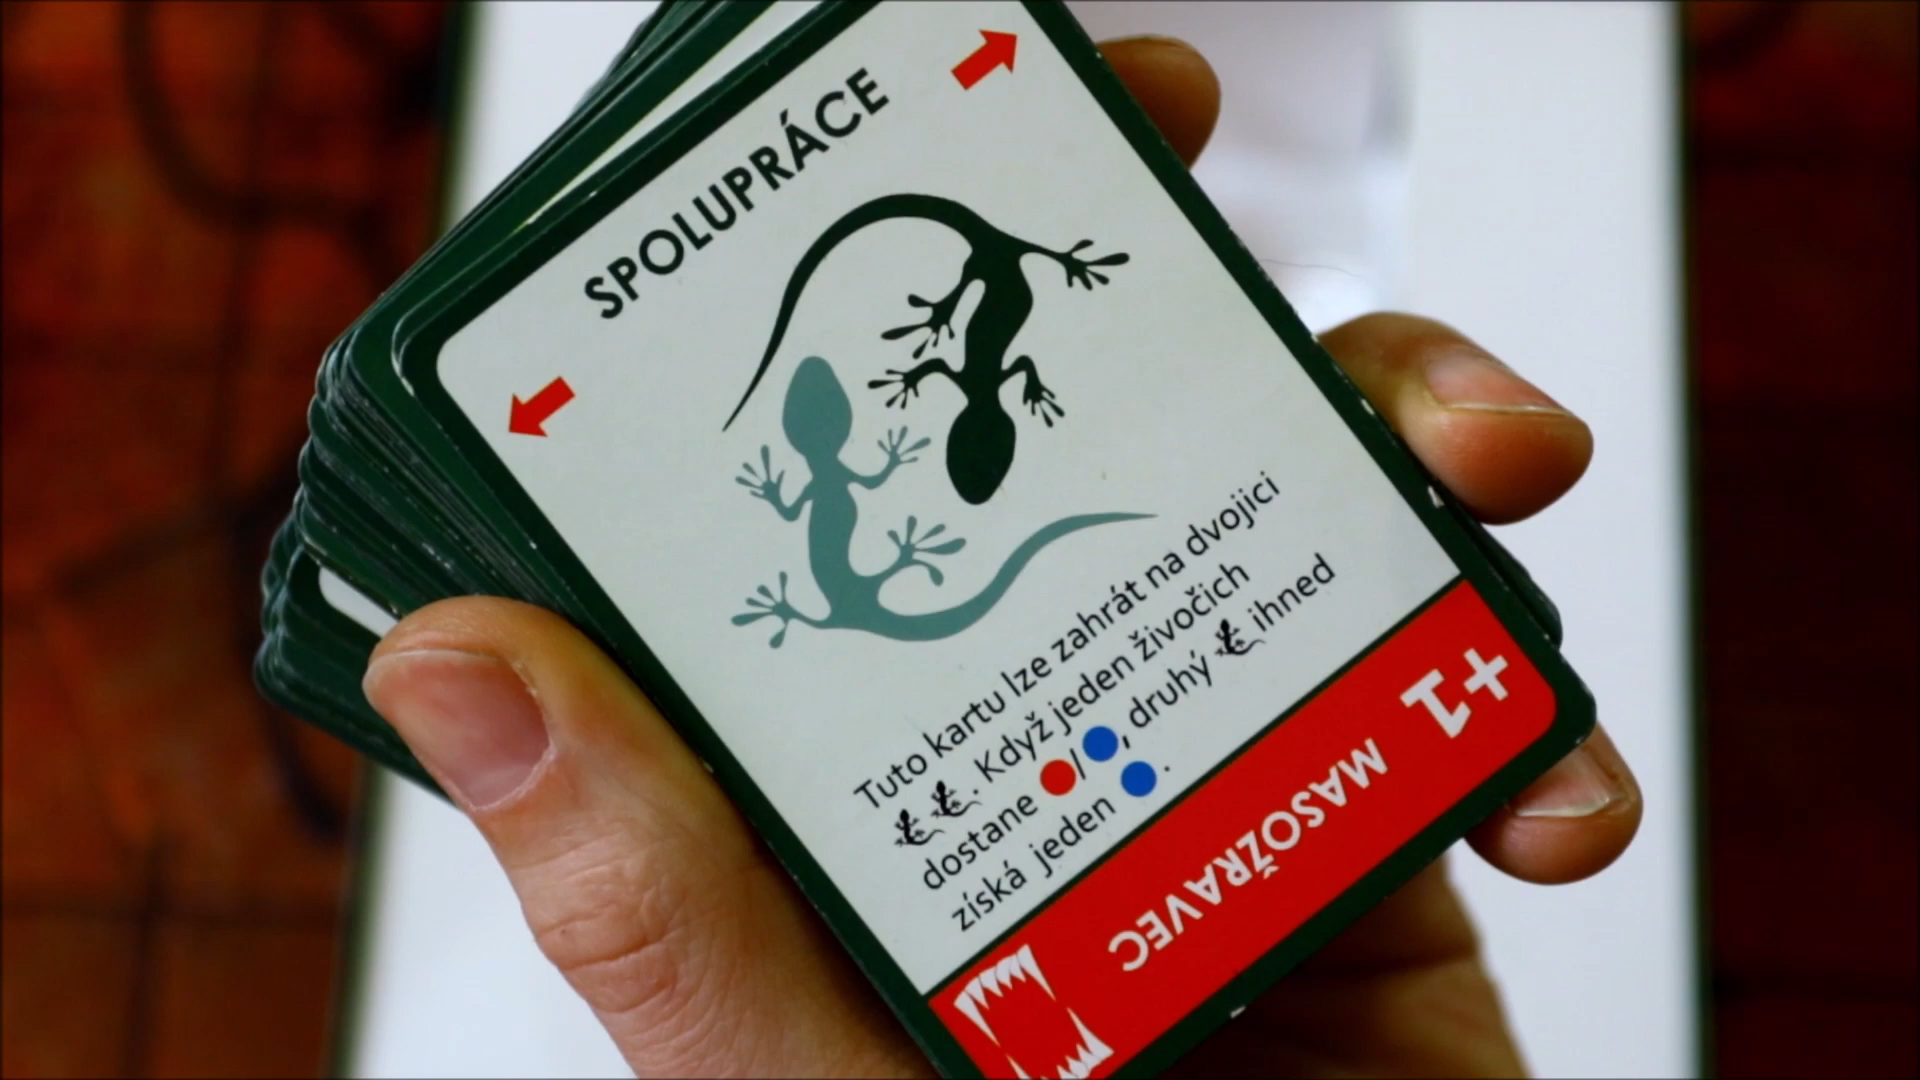 SPOLUPRÁCE
Tuto kartu lze zahrát na dvojici
. Když jeden živočich
dostane / , druhý ihned
získá jeden .
MASOŽRAVEC +1